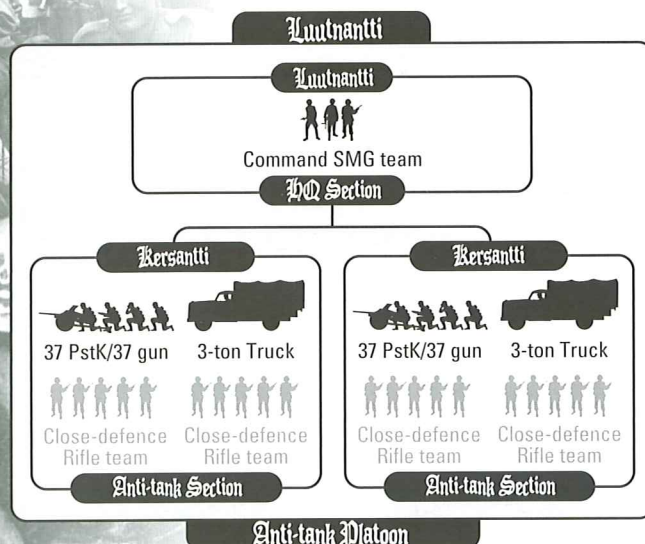 Luutnantti
Luutnantti
Command SMG team
HQ Section
Kersantti
37 PstK/37 gun
3-ton Truck
Close-defence
Rifle team
Close-defence
Rifle team
Anti-tank Section
Kersantti
37 PstK/37 gun
3-ton Truck
Close-defence
Rifle team
Close-defence
Rifle team
Anti-tank Section
Anti-tank Platoon